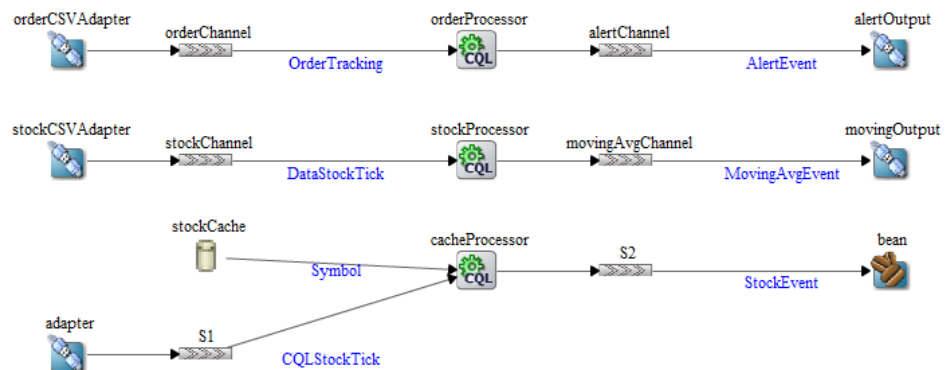 orderCSVAdapter
orderChannel
orderProcessor
alertChannel
alertOutput
CQL
OrderTracking
AlertEvent
stockCSVAdapter
stockChannel
stockProcessor
movingAvgChannel
movingOutput
CQL
DataStockTick
MovingAvgEvent
stockCache
cacheProcessor
S2
bean
Symbol
CQL
StockEvent
adapter
S1
CQLStockTick